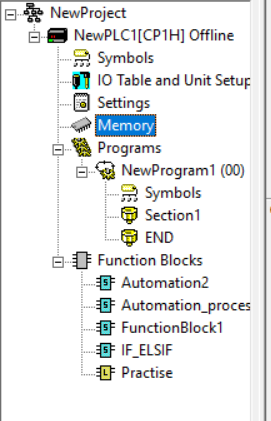 NewProject
NewPLC1[CP1H] Offline
Symbols
IO Table and Unit Setup
Settings
Memory
Programs
NewProgram1 (00)
Symbols
Section1
END
Function Blocks
Automation2
Automation_proces
FunctionBlock1
IF_ELSIF
Practise